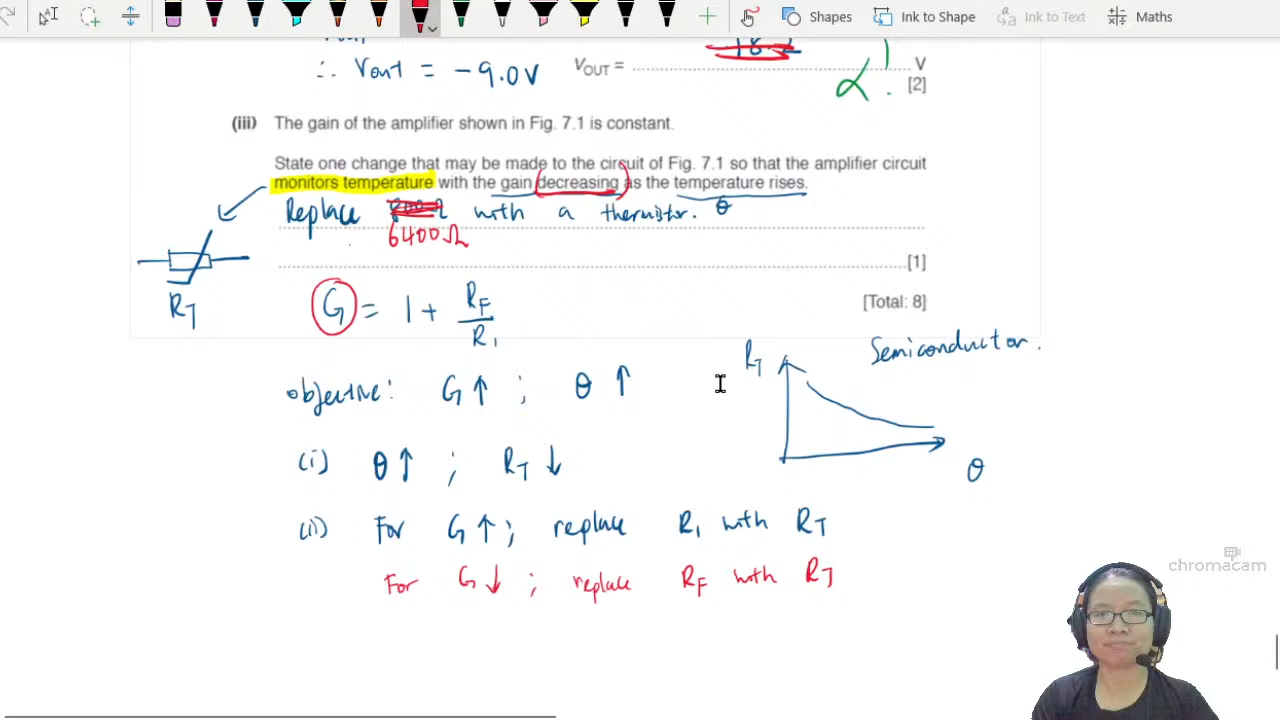 Shapes Ink to Shape Ink to Text Maths
∴ Vout = -9.0V VOUT = V
[2]
(iii) The gain of the amplifier shown in Fig. 7.1 is constant.
State one change that may be made to the circuit of Fig. 7.1 so that the amplifier circuit
monitors temperature with the gain decreasing as the temperature rises.
Replace with a thermistor. θ
6400Ω
[1]
RT
G = 1 + RF/R1
[Total: 8]
RT Semiconductor.
objective: G↑ ; θ ↑
(i) θ↑ ; RT ↓
θ
(ii) For G↑ ; replace R1 with RT
For G↓ ; replace RF with RT
chromacam